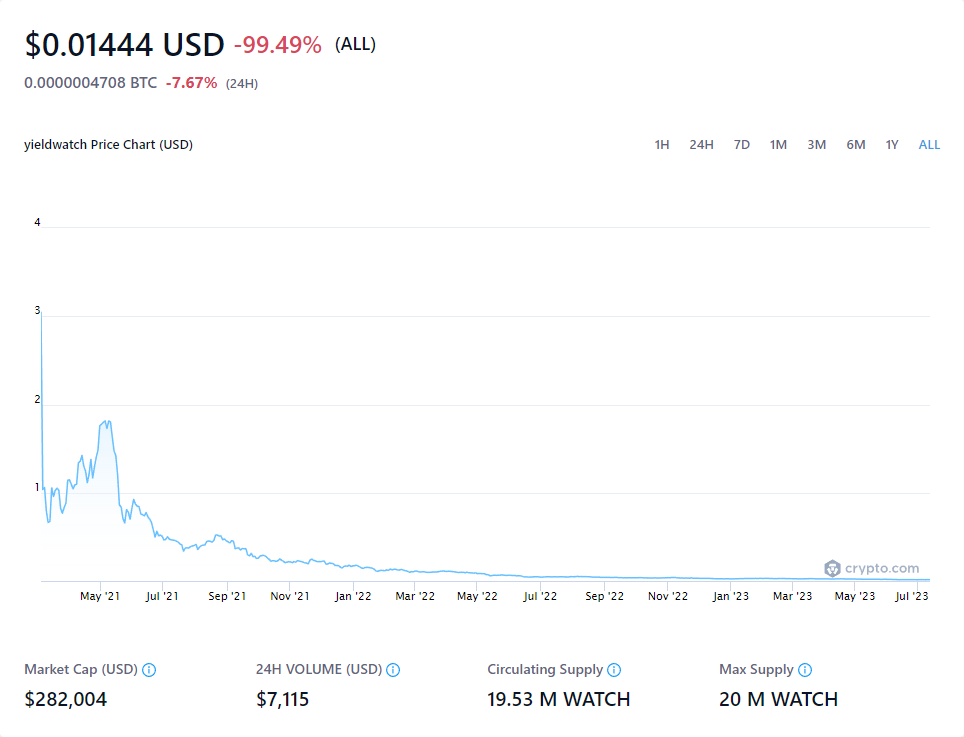 $0.01444 USD -99.49% (ALL)
0.0000004708 BTC -7.67% (24H)
yieldwatch Price Chart (USD) 1H 24H 7D 1M 3M 6M 1Y ALL
4
3
2
1
crypto.com
May '21 Jul '21 Sep '21 Nov '21 Jan '22 Mar '22 May '22 Jul '22 Sep '22 Nov '22 Jan '23 Mar '23 May '23 Jul '23
Market Cap (USD) 24H VOLUME (USD) Circulating Supply Max Supply
$282,004 $7,115 19.53 M WATCH 20 M WATCH